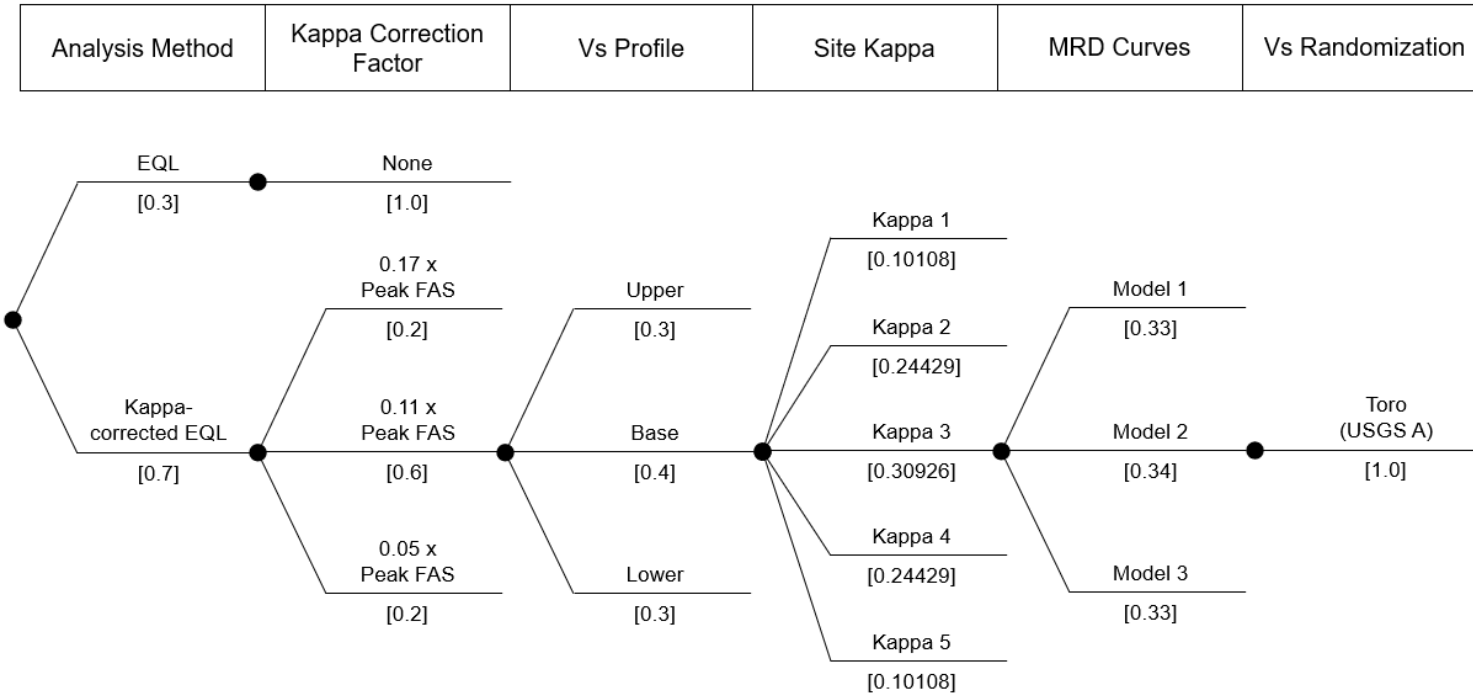 Analysis Method
Kappa Correction
Factor
Vs Profile
Site Kappa
MRD Curves
Vs Randomization
EQL
[0.3]
None
[1.0]
Kappa-
corrected EQL
[0.7]
0.17 x
Peak FAS
[0.2]
0.11 x
Peak FAS
[0.6]
0.05 x
Peak FAS
[0.2]
Upper
[0.3]
Base
[0.4]
Lower
[0.3]
Kappa 1
[0.10108]
Kappa 2
[0.24429]
Kappa 3
[0.30926]
Kappa 4
[0.24429]
Kappa 5
[0.10108]
Model 1
[0.33]
Model 2
[0.34]
Model 3
[0.33]
Toro
(USGS A)
[1.0]